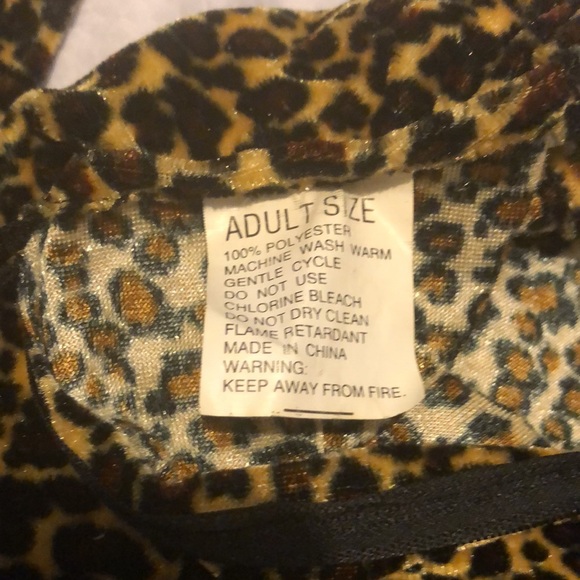 ADULT SIZE
100% POLYESTER
MACHINE WASH WARM
GENTLE CYCLE
DO NOT USE
CHLORINE BLEACH
DO NOT DRY CLEAN
FLAME RETARDANT
MADE IN CHINA
WARNING:
KEEP AWAY FROM FIRE.